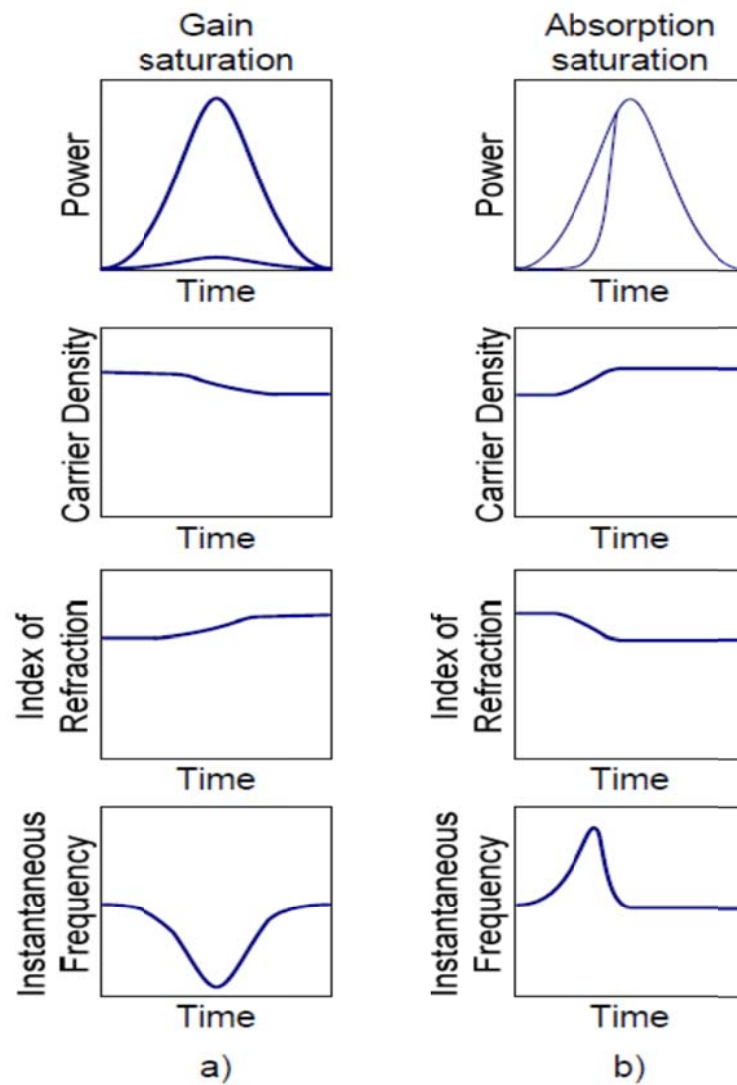 Gain
saturation
Absorption
saturation
Power
Time
Power
Time
Carrier Density
Time
Carrier Density
Time
Index of
Refraction
Time
Index of
Refraction
Time
Instantaneous
Frequency
Time
Instantaneous
Frequency
Time
a)
b)